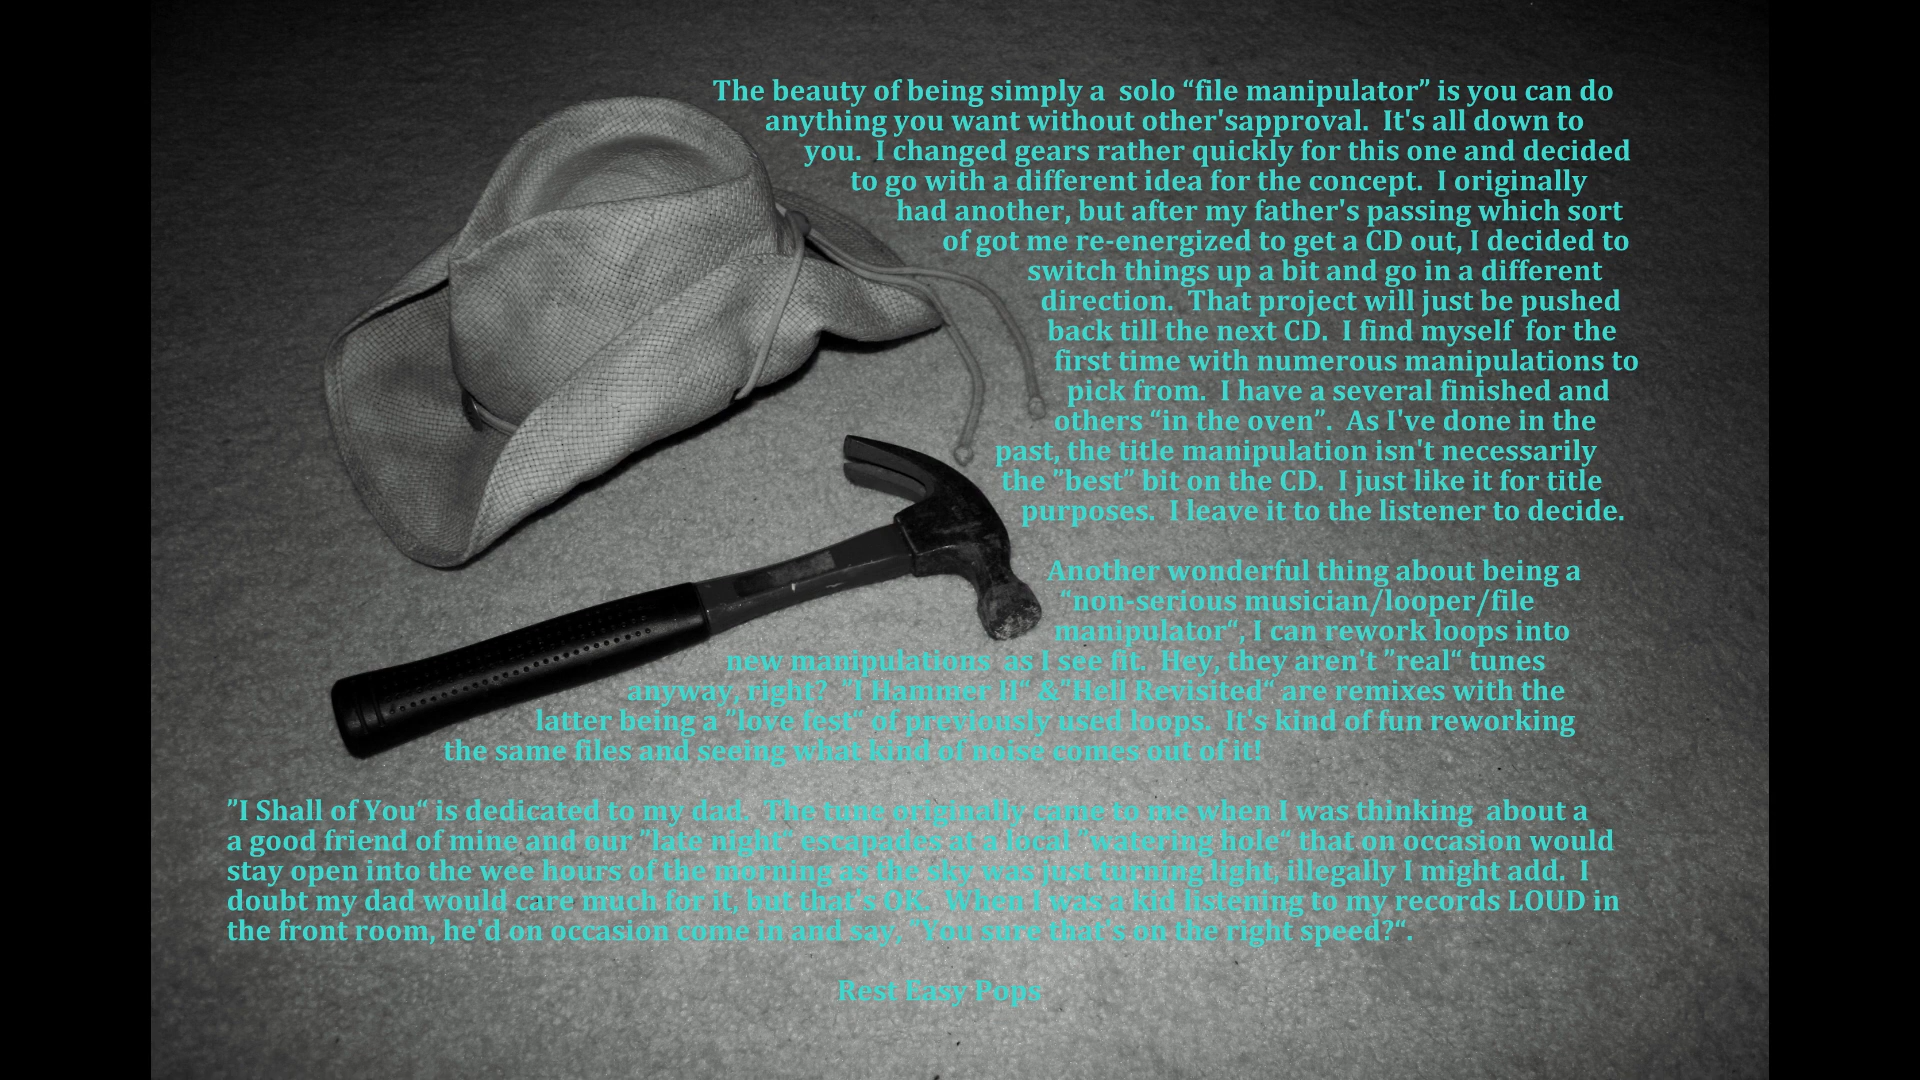 The beauty of being simply a  solo “file manipulator” is you can do
anything you want without other'sapproval.  It's all down to
you.  I changed gears rather quickly for this one and decided
to go with a different idea for the concept.  I originally
had another, but after my father's passing which sort
of got me re-energized to get a CD out, I decided to
switch things up a bit and go in a different
direction.  That project will just be pushed
back till the next CD.  I find myself  for the
first time with numerous manipulations to
pick from.  I have a several finished and
others “in the oven”.  As I've done in the
past, the title manipulation isn't necessarily
the ”best” bit on the CD.  I just like it for title
purposes.  I leave it to the listener to decide.
Another wonderful thing about being a
“non-serious musician/looper/file
manipulator“, I can rework loops into
new manipulations  as I see fit.  Hey, they aren't ”real“ tunes
anyway, right?  ”I Hammer II“ &”Hell Revisited“ are remixes with the
latter being a ”love fest“ of previously used loops.  It's kind of fun reworking
the same files and seeing what kind of noise comes out of it!
”I Shall of You“ is dedicated to my dad.  The tune originally came to me when I was thinking  about a
a good friend of mine and our ”late night” escapades at a local ”watering hole“ that on occasion would
stay open into the wee hours of the morning as the sky was just turning light, illegally I might add.  I
doubt my dad would care much for it, but that's OK.  When I was a kid listening to my records LOUD in
the front room, he'd on occasion come in and say, ”You sure that's on the right speed?“.
Rest Easy Pops